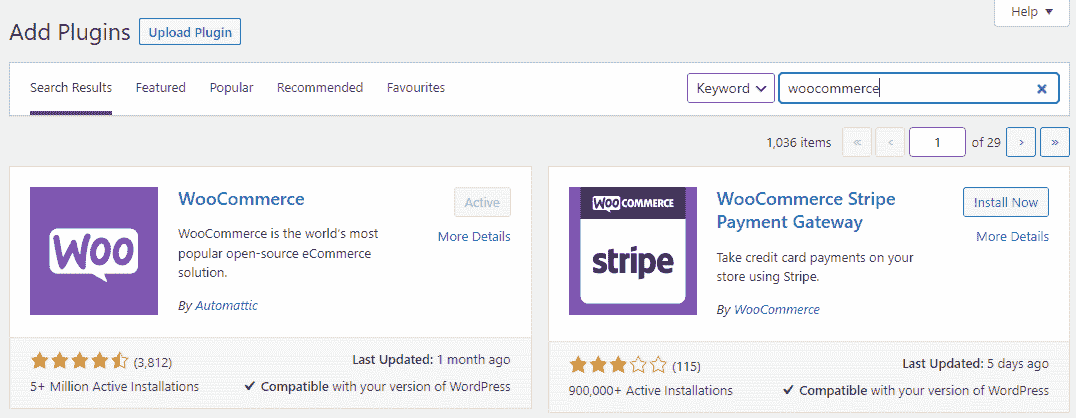 Help
Add Plugins Upload Plugin
Search Results Featured Popular Recommended Favourites Keyword woocommerce
1,036 items « ‹ 1 of 29 › »
WOO
WooCommerce
Active
More Details
WooCommerce is the world's most
popular open-source eCommerce
solution.
By Automattic
(3,812)
Last Updated: 1 month ago
5+ Million Active Installations
Compatible with your version of WordPress
WOO COMMERCE
stripe
WooCommerce Stripe
Payment Gateway
Install Now
More Details
Take credit card payments on your
store using Stripe.
By WooCommerce
(115)
Last Updated: 5 days ago
900,000+ Active Installations
Compatible with your version of WordPress